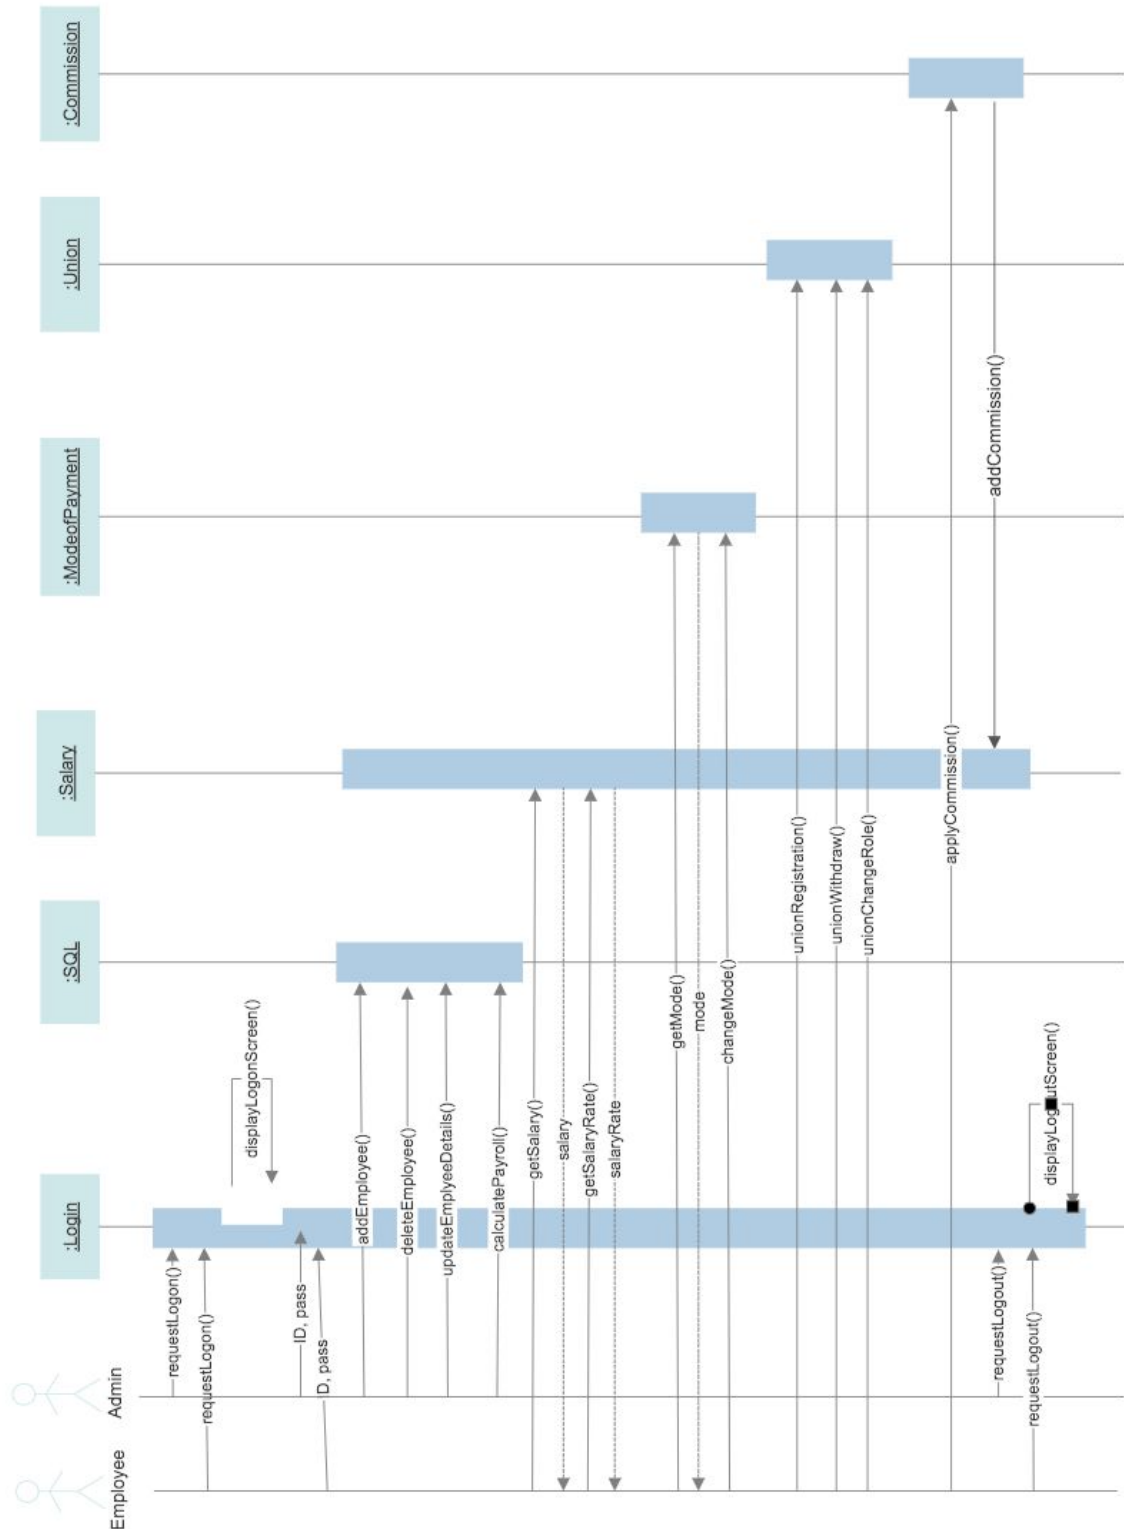 Employee
Admin
:Login
:SQL
:Salary
:ModeofPayment
:Union
:Commission
requestLogon()
requestLogon()
displayLogonScreen()
ID, pass
D, pass
addEmployee()
deleteEmployee()
updateEmplyeeDetails()
calculatePayroll()
getSalary()
salary
getSalaryRate()
salaryRate
getMode()
mode
changeMode()
unionRegistration()
unionWithdraw()
unionChangeRole()
applyCommission()
addCommission()
requestLogout()
requestLogout()
displayLogoutScreen()